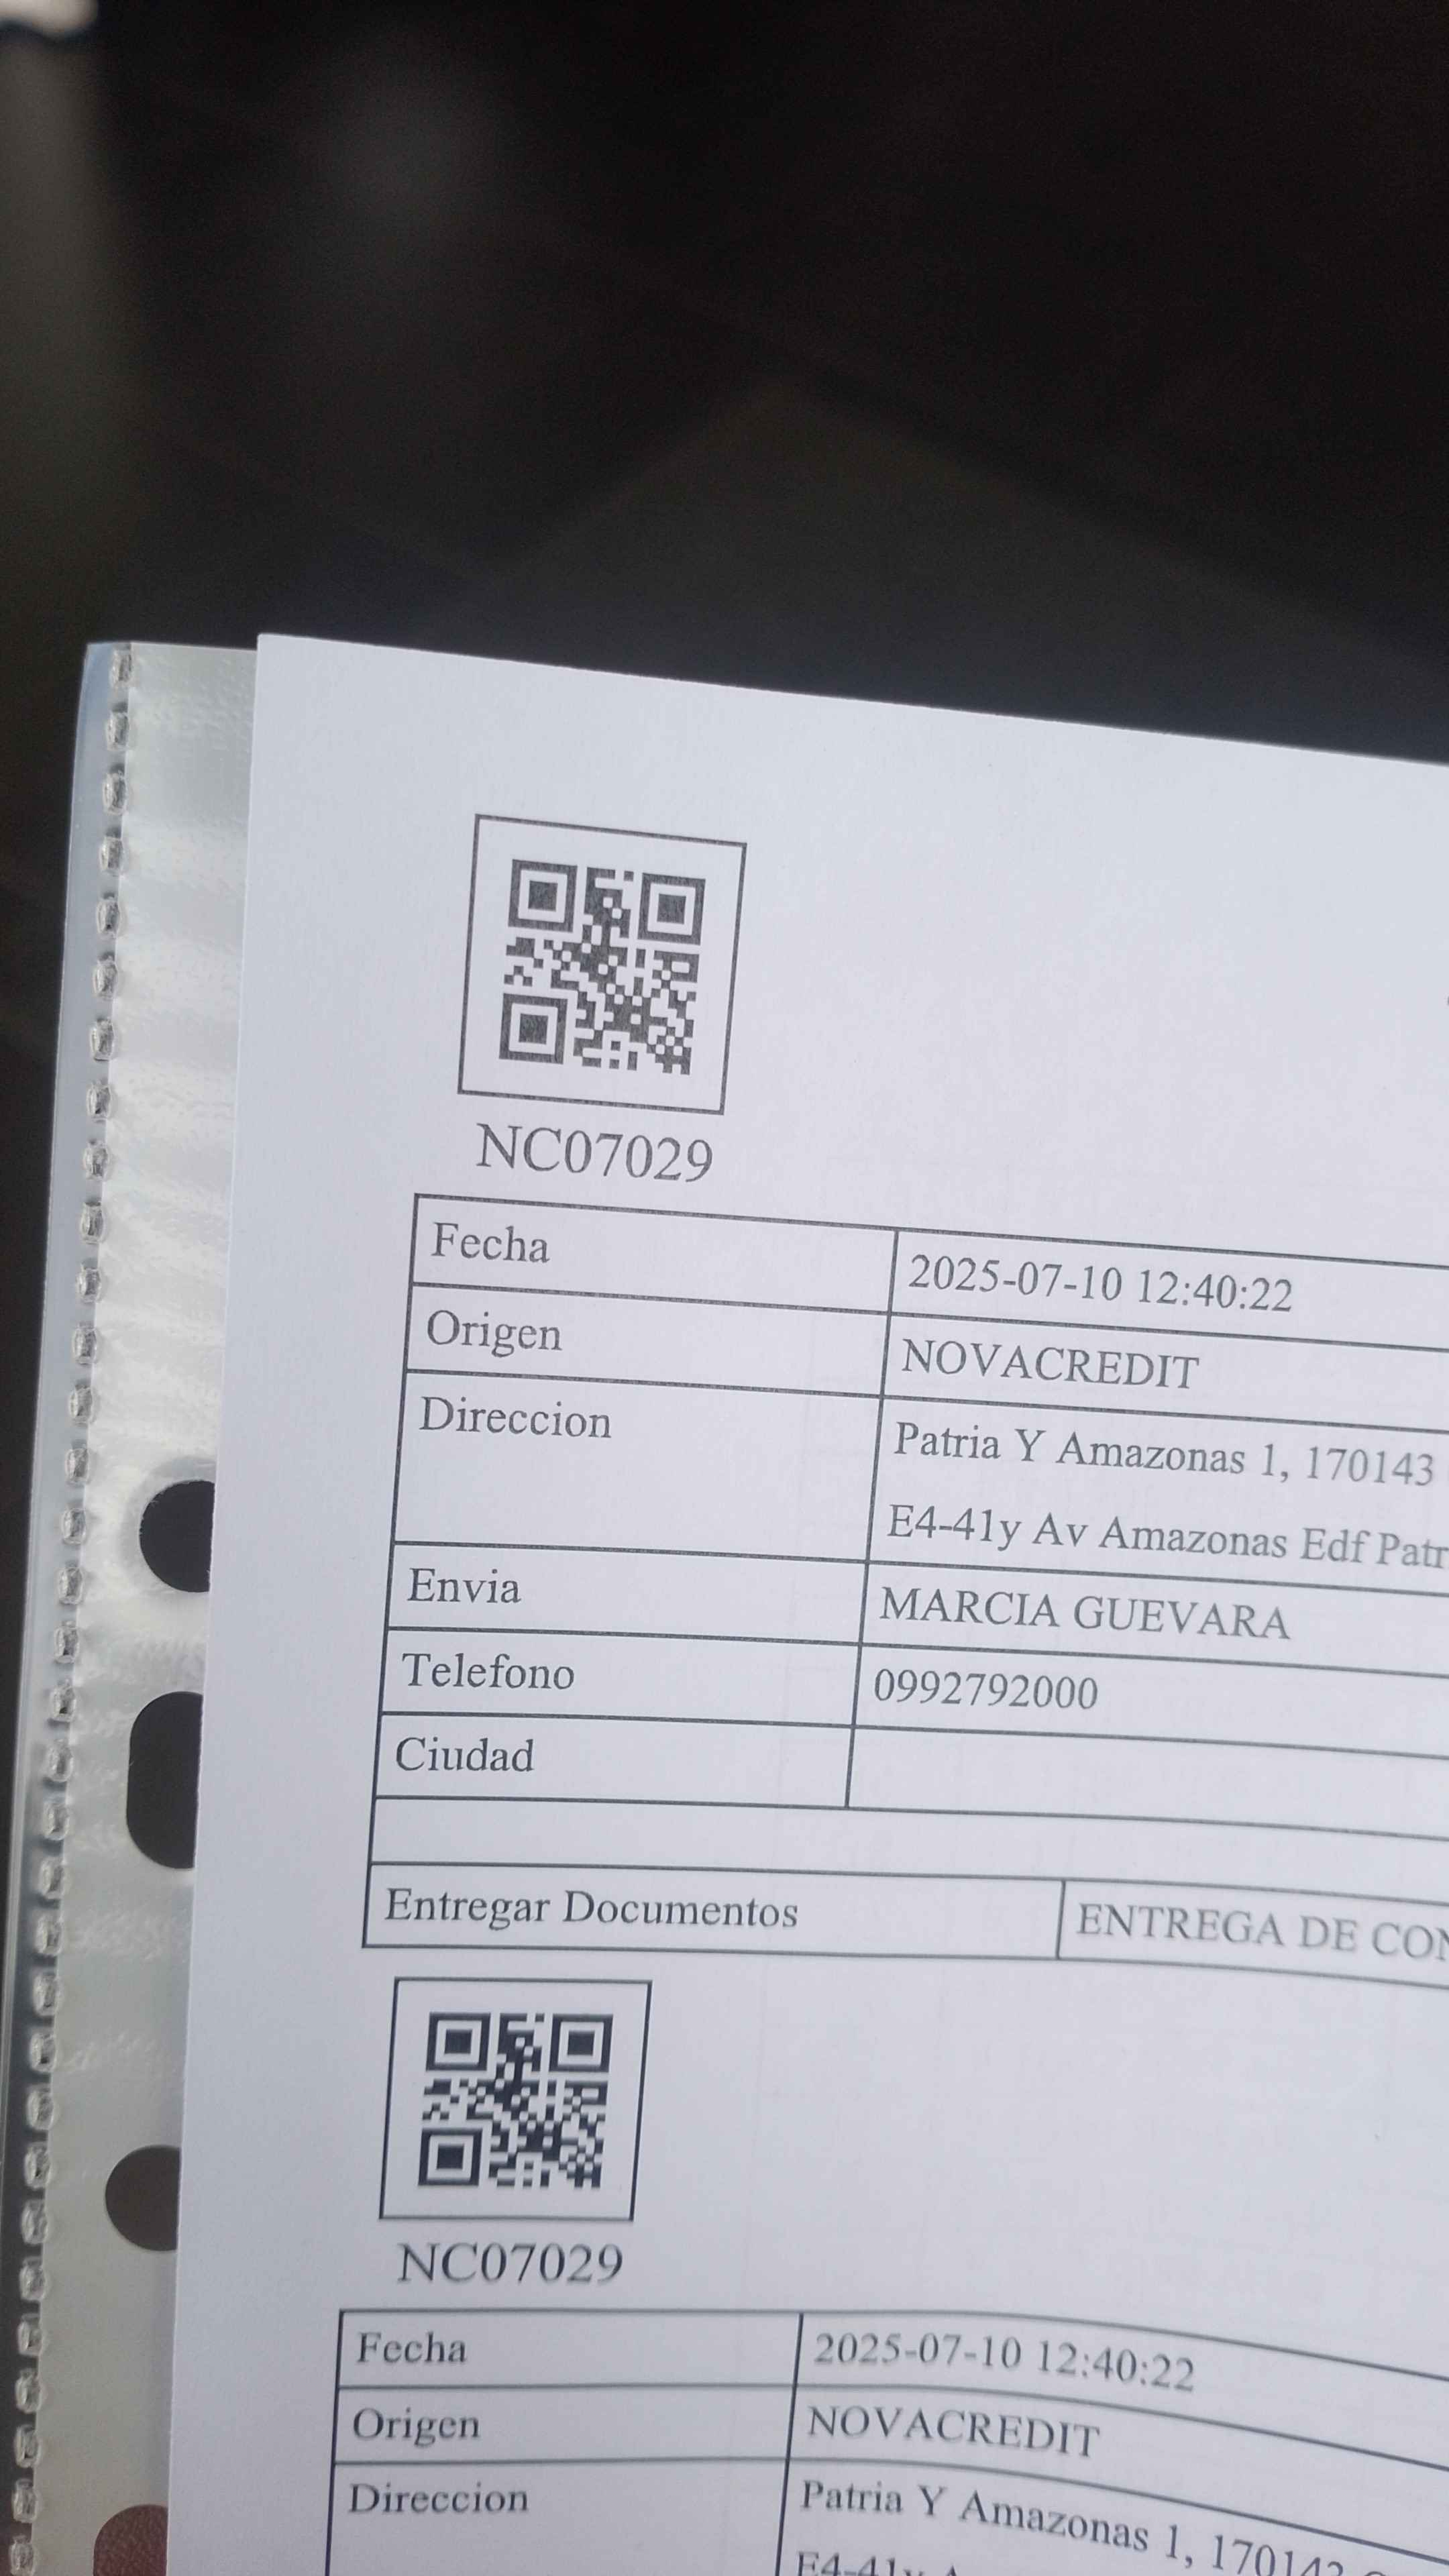 NC07029
Fecha 2025-07-10 12:40:22
Origen NOVACREDIT
Direccion Patria Y Amazonas 1, 170143
E4-41y Av Amazonas Edf
Envia MARCIA GUEVARA
Telefono 0992792000
Ciudad
Entregar Documentos ENTREGA DE
NC07029
Fecha 2025-07-10 12:40:22
Origen NOVACREDIT
Direccion Patria Y Amazonas 1,